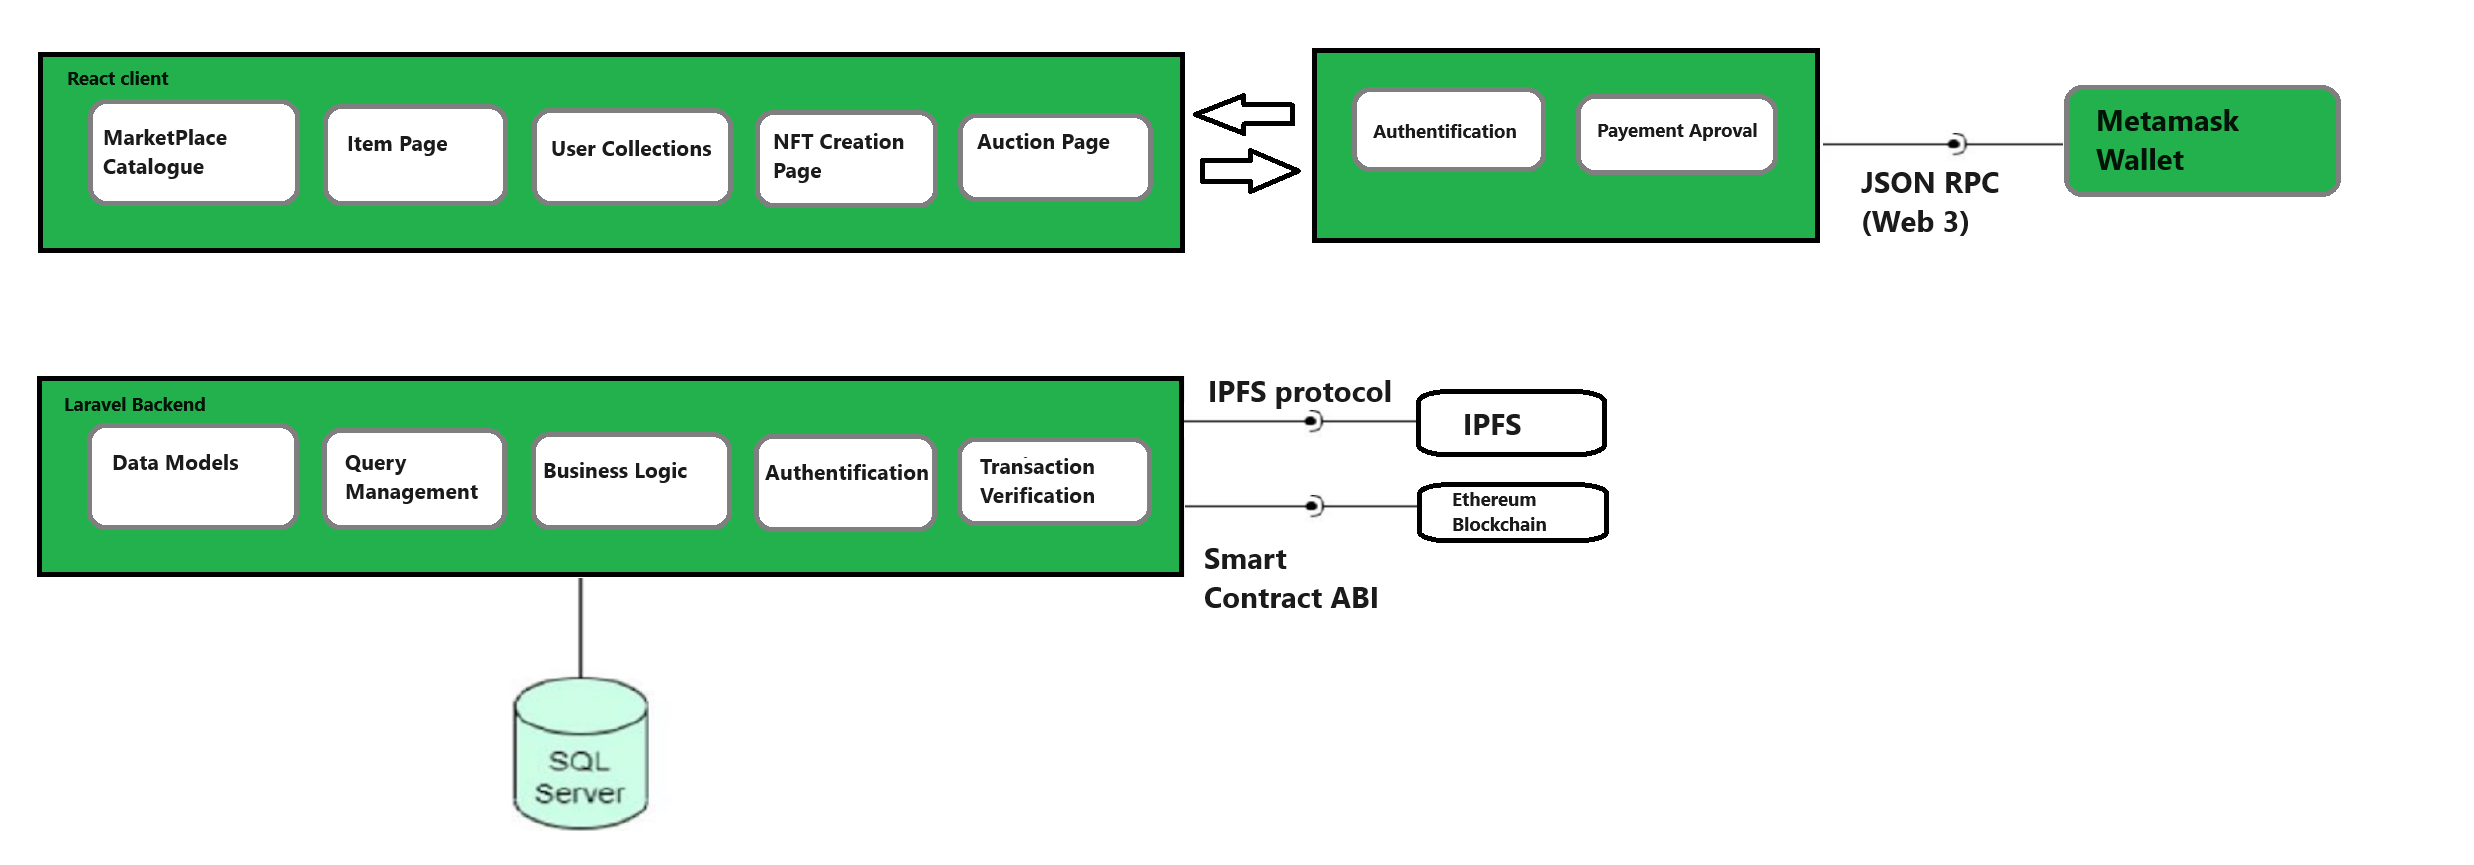 React client
MarketPlace
Catalogue
Item Page
User Collections
NFT Creation
Page
Auction Page
Authentification
Payement Aproval
JSON RPC
(Web 3)
Metamask
Wallet
Laravel Backend
Data Models
Query
Management
Business Logic
Authentification
Transaction
Verification
IPFS protocol
IPFS
Ethereum
Blockchain
Smart
Contract ABI
SQL
Server